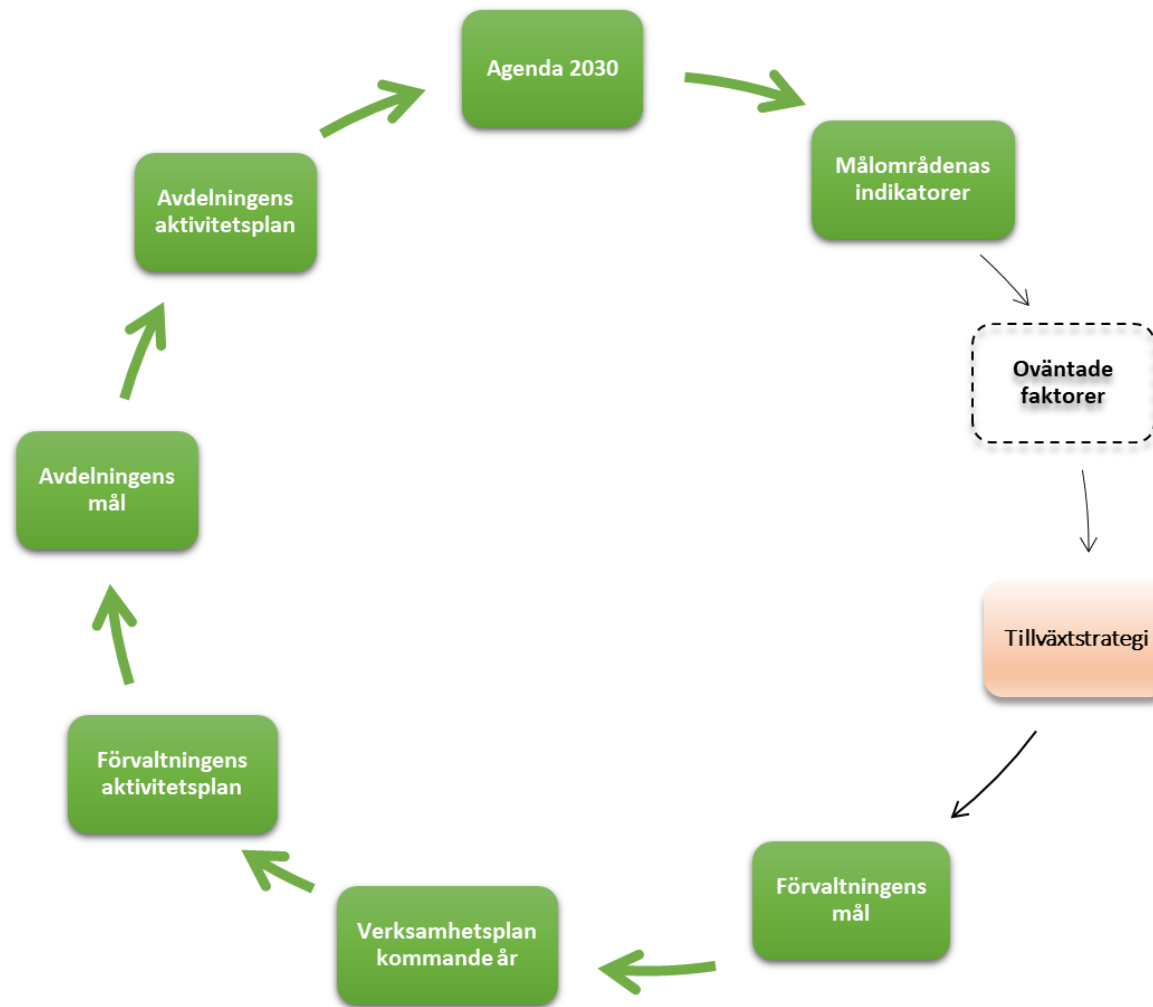 Agenda 2030
Målområdenas
indikatorer
Oväntade
faktorer
Tillväxtstrategi
Förvaltningens
mål
Verksamhetsplan
kommande år
Förvaltningens
aktivitetsplan
Avdelningens
mål
Avdelningens
aktivitetsplan